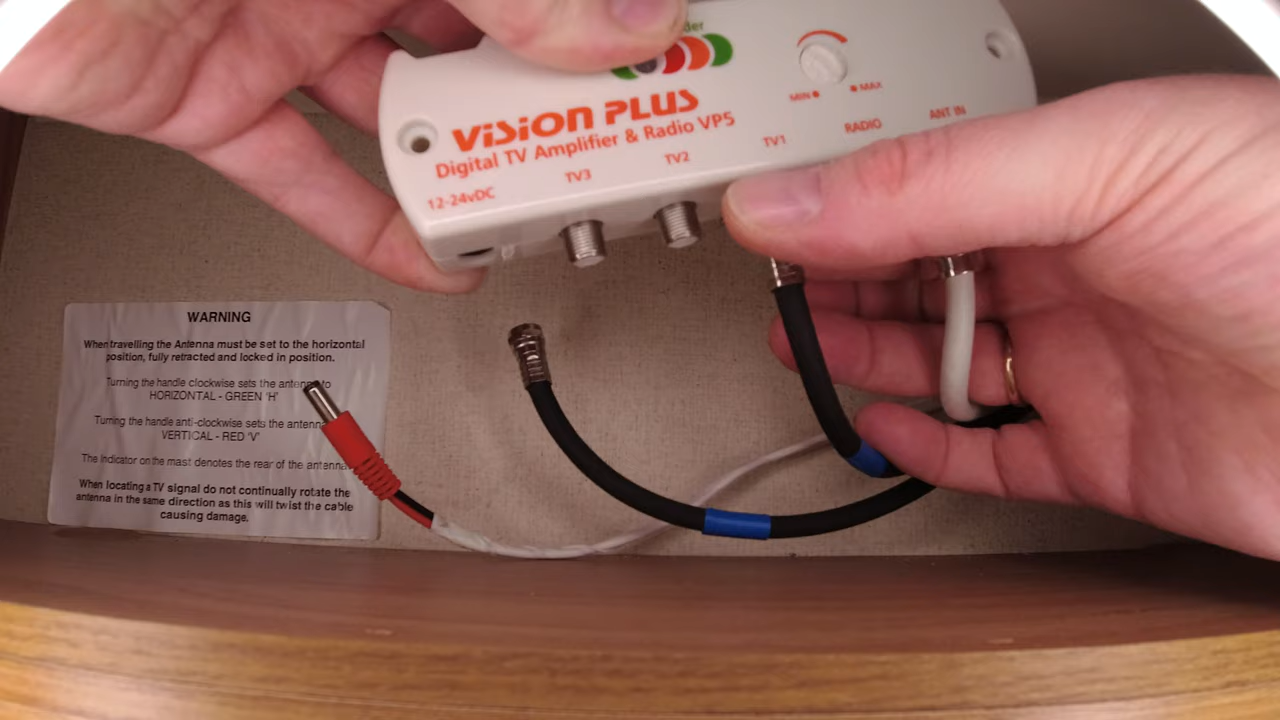 VISION PLUS
Digital TV Amplifier & Radio VP5
MIN
MAX
12-24vDC
TV3
TV2
TV1
RADIO
ANT IN
WARNING
When travelling the Antenna must be set to the horizontal
position, fully retracted and locked in position.
Turning the handle clockwise sets the antenna to
HORIZONTAL - GREEN 'H'
Turning the handle anti-clockwise sets the antenna
VERTICAL - RED 'V'
The Indicator on the mast denotes the rear of the antenna.
When locating a TV signal do not continually rotate the
antenna in the same direction as this will twist the cable
causing damage.